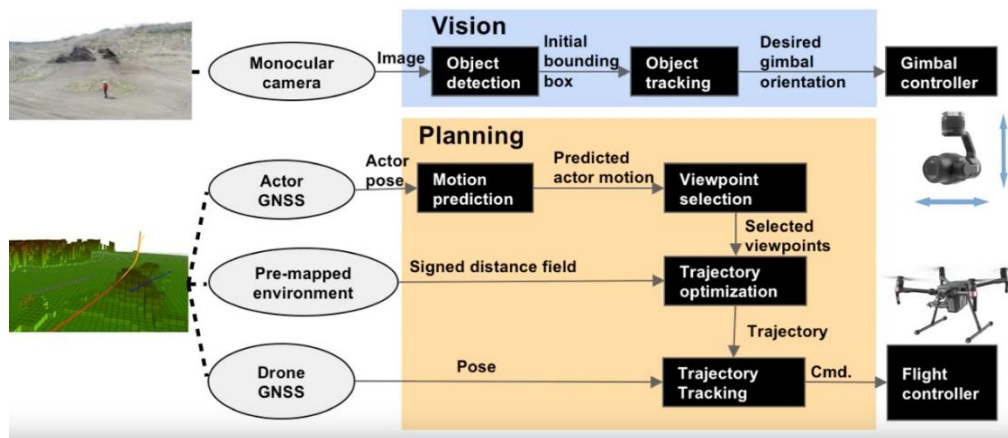 Vision
Monocular
camera
Image
Object
detection
Initial
bounding
box
Object
tracking
Desired
gimbal
orientation
Gimbal
controller
Planning
Actor
GNSS
Actor
pose
Motion
prediction
Predicted
actor motion
Viewpoint
selection
Selected
viewpoints
Pre-mapped
environment
Signed distance field
Trajectory
optimization
Trajectory
Drone
GNSS
Pose
Trajectory
Tracking
Cmd.
Flight
controller